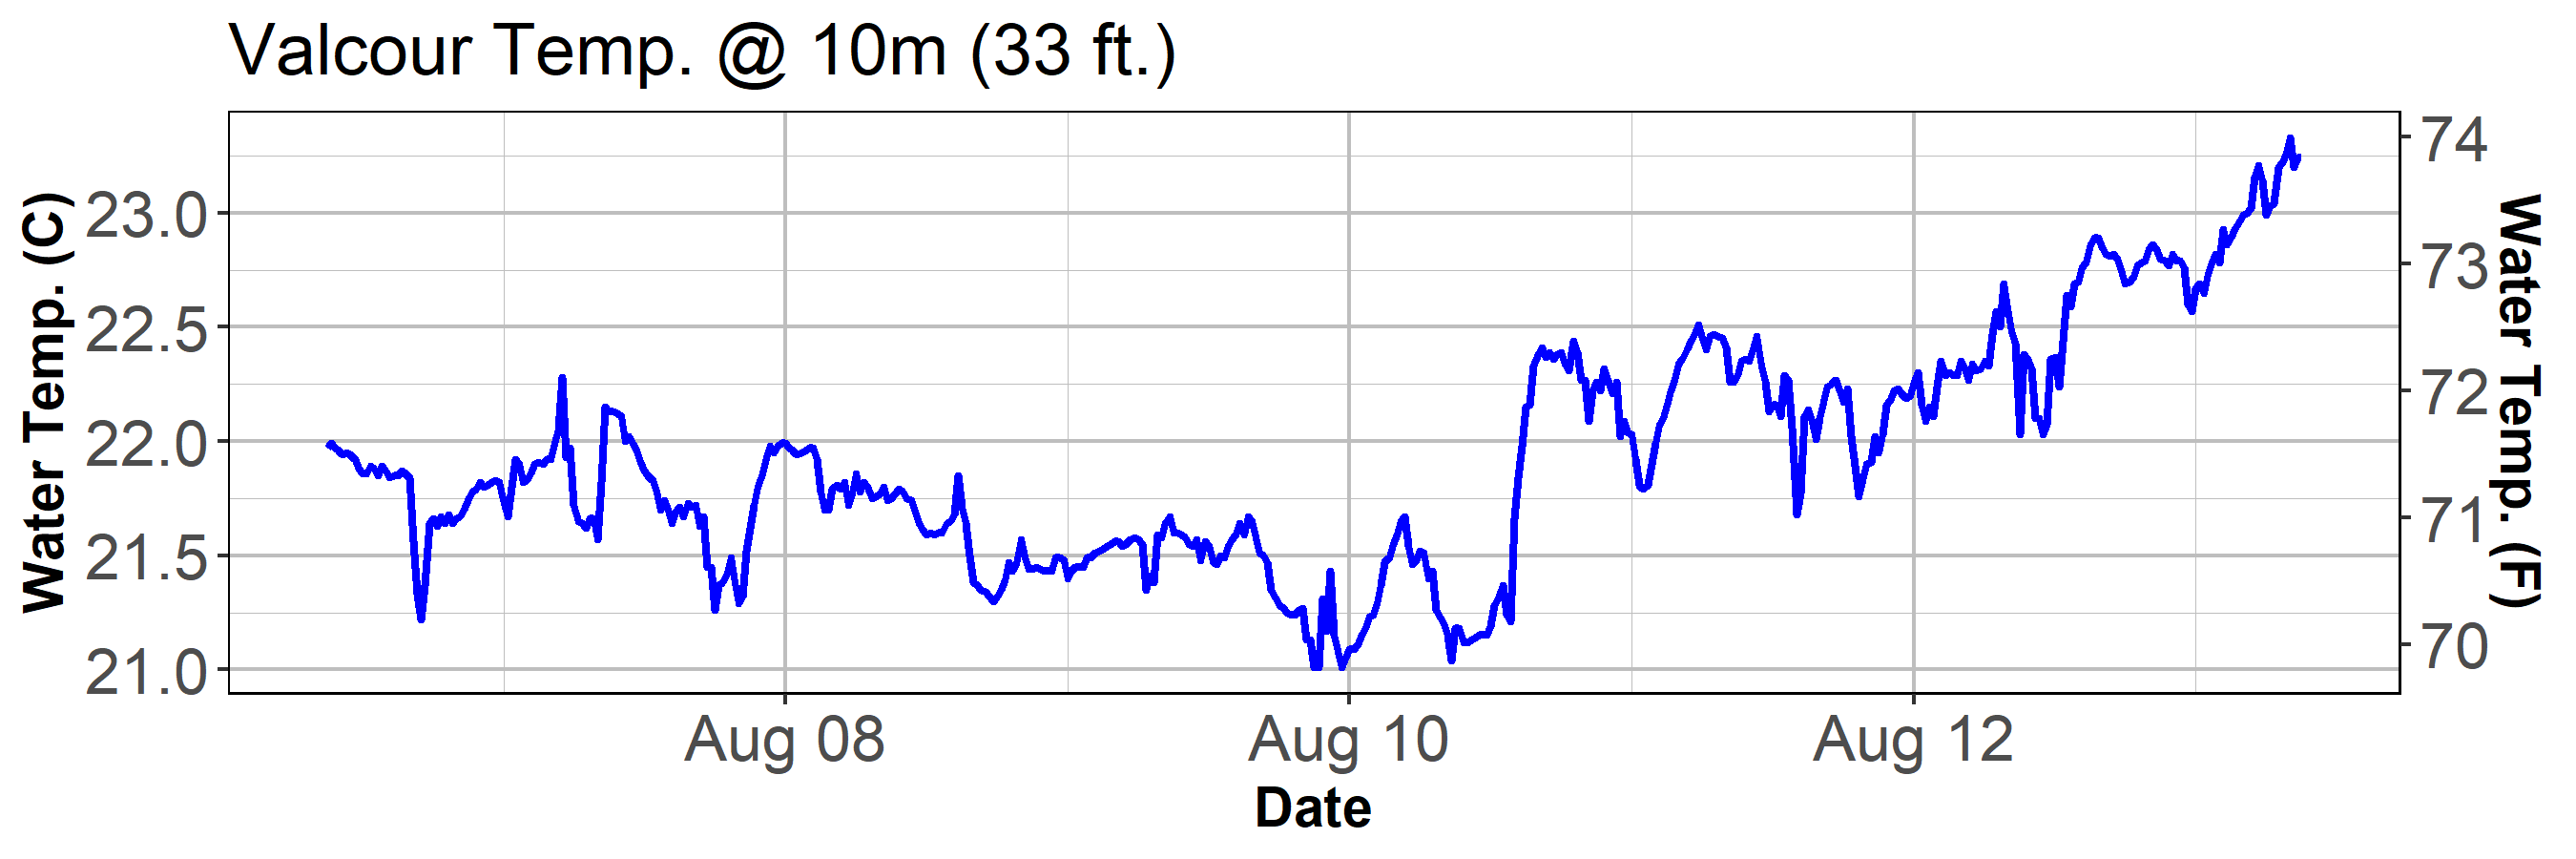 Valcour Temp. @ 10m (33 ft.)
Water Temp. (C)
23.0
22.5
22.0
21.5
21.0
74
73
72
71
70
Water Temp. (F)
Aug 08 Aug 10 Aug 12
Date